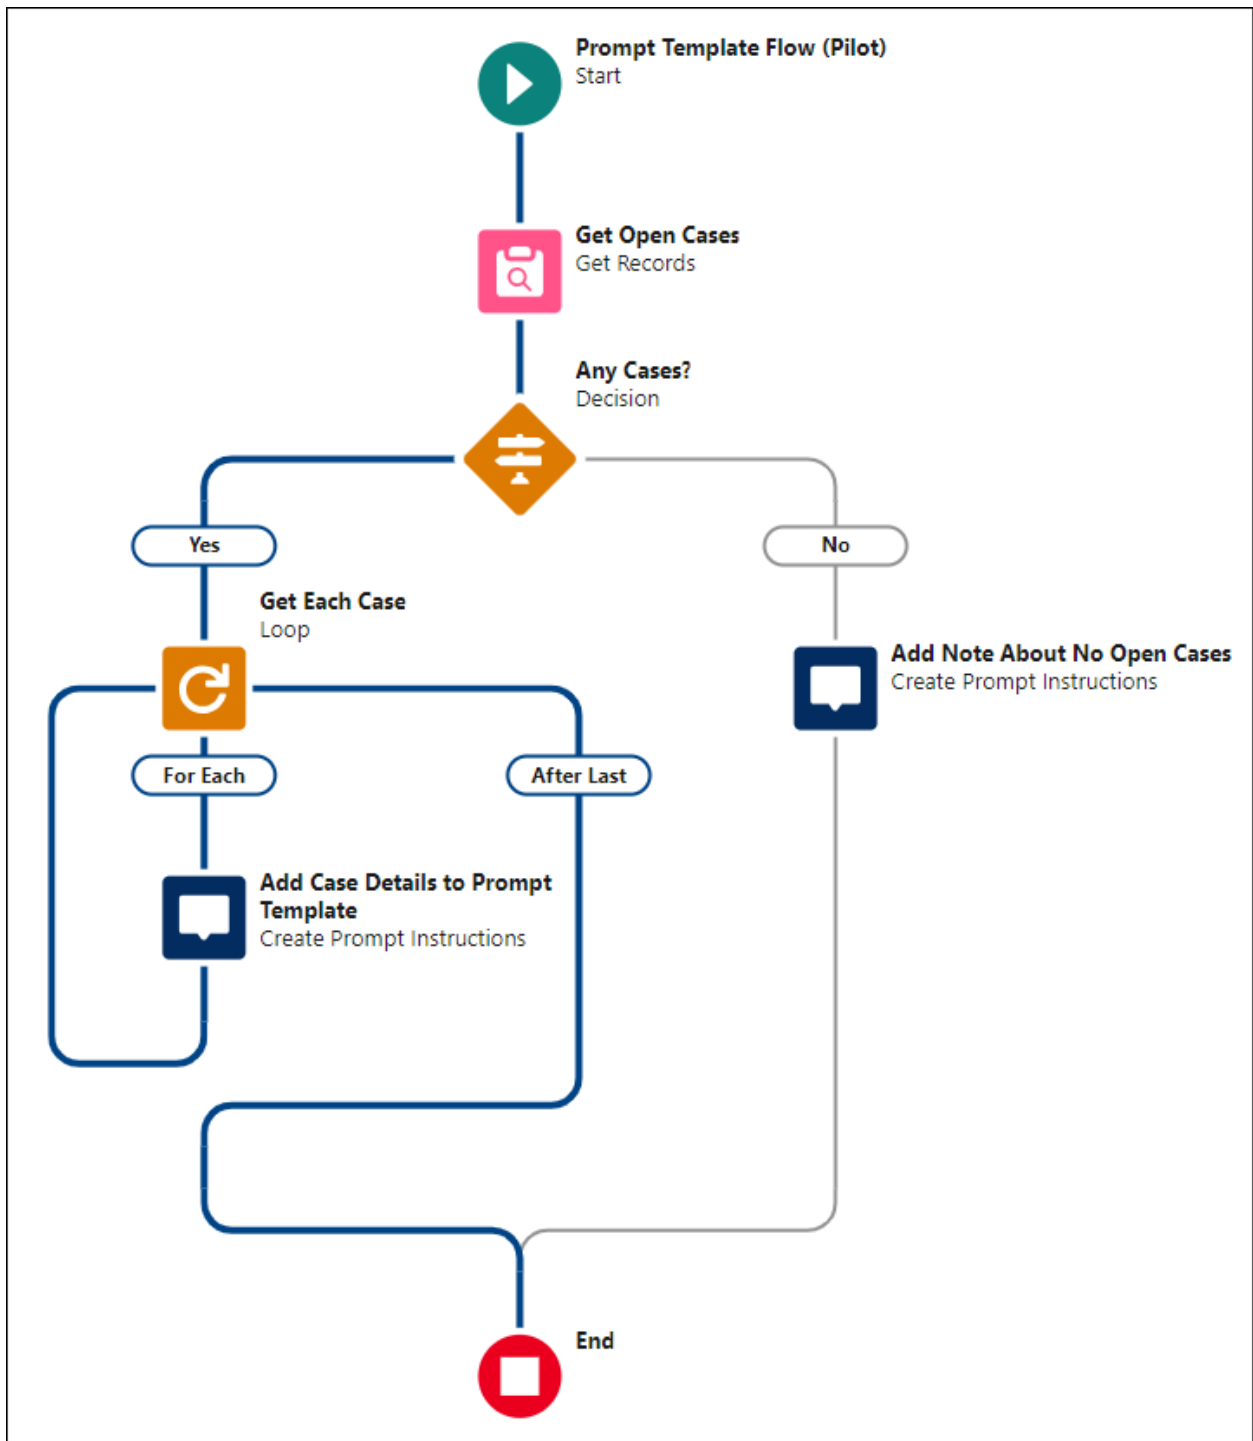 Prompt Template Flow (Pilot)
Start
Get Open Cases
Get Records
Any Cases?
Decision
Yes
No
Get Each Case
Loop
Add Note About No Open Cases
Create Prompt Instructions
For Each
After Last
Add Case Details to Prompt
Template
Create Prompt Instructions
End